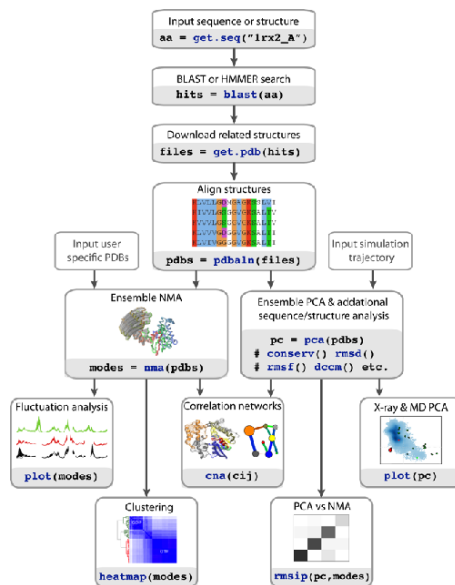 Input sequence or structure
aa = get.seq("1rx2_A")
BLAST or HMMER search
hits = blast(aa)
Download related structures
files = get.pdb(hits)
Align structures
pdbs = pdbaln(files)
Input user
specific PDBs
Input simulation
trajectory
Ensemble NMA
modes = nma(pdbs)
Ensemble PCA & addational
sequence/structure analysis
pc = pca(pdbs)
# conserv() rmsd()
# rmsf() dccm() etc.
Fluctuation analysis
plot(modes)
Correlation networks
cna(cij)
X-ray & MD PCA
plot(pc)
Clustering
heatmap(modes)
PCA vs NMA
rmsip(pc,modes)